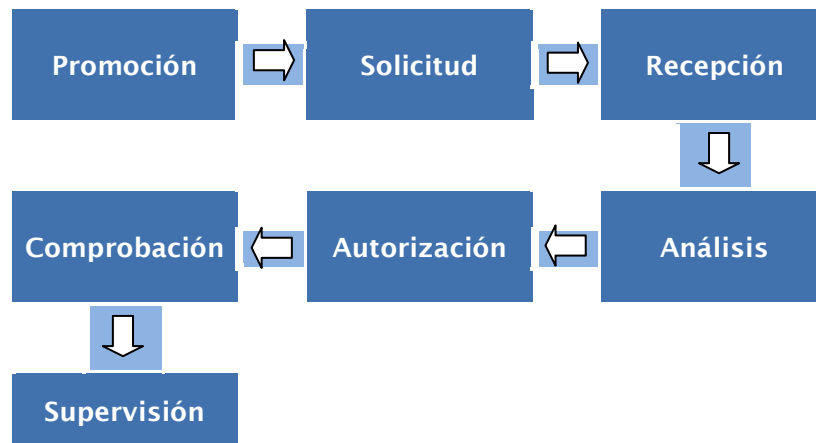 Promoción
Solicitud
Recepción
Análisis
Autorización
Comprobación
Supervisión